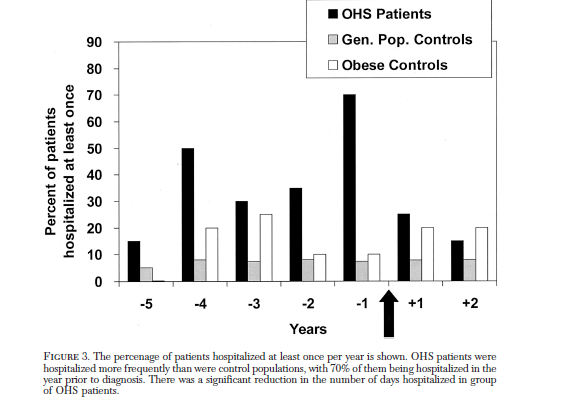 OHS Patients
Gen. Pop. Controls
Obese Controls
90
80
70
60
50
40
30
20
10
0
Percent of patients
hospitalized at least once
-5 -4 -3 -2 -1 +1 +2
Years
FIGURE 3. The percenage of patients hospitalized at least once per year is shown. OHS patients were
hospitalized more frequently than were control populations, with 70% of them being hospitalized in the
year prior to diagnosis. There was a significant reduction in the number of days hospitalized in group
of OHS patients.